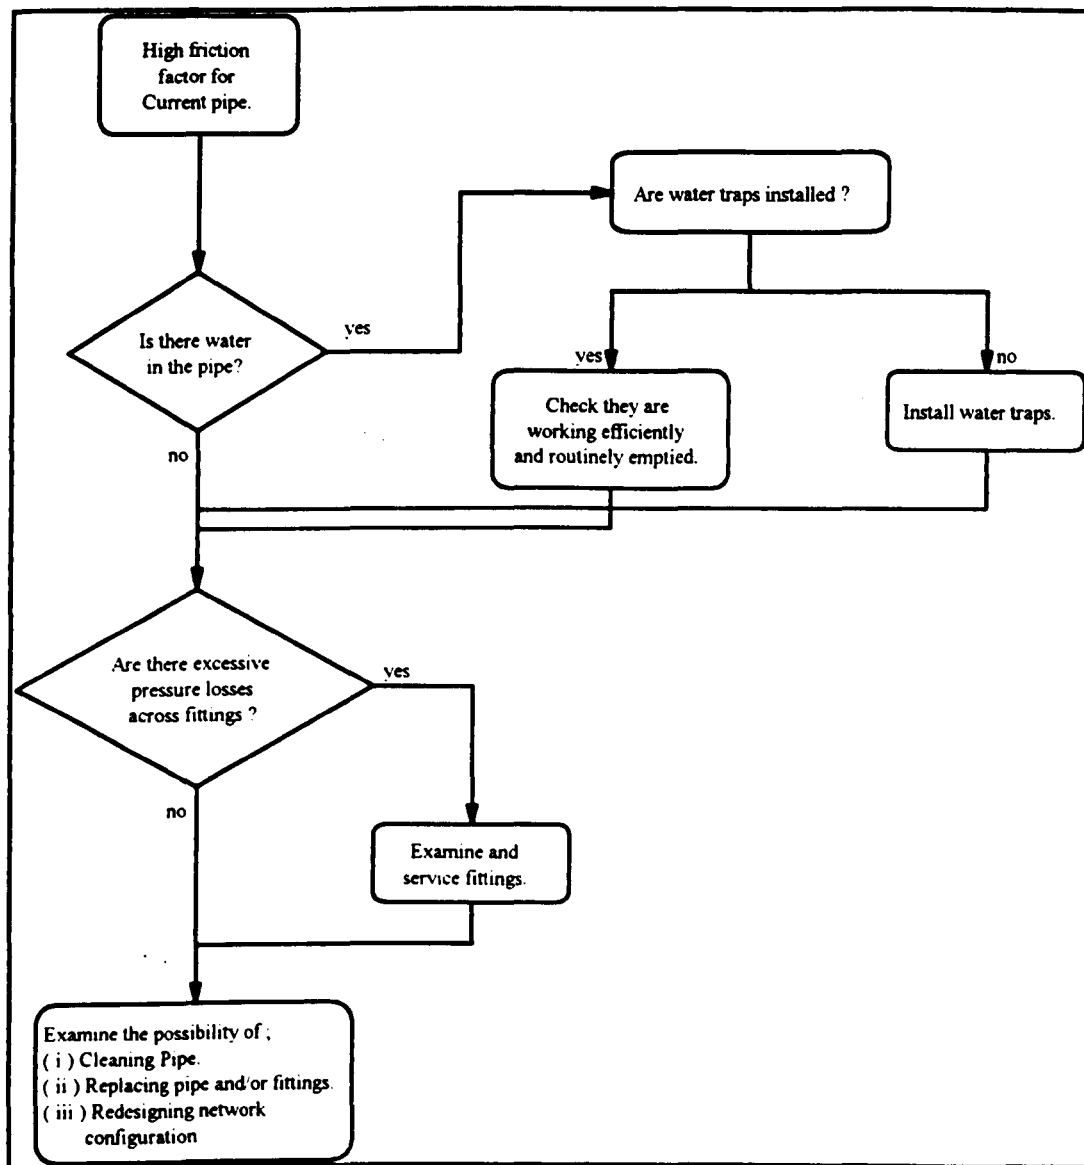 High friction
factor for
Current pipe.
Are water traps installed ?
Is there water
in the pipe?
yes
no
yes
no
Check they are
working efficiently
and routinely emptied.
Install water traps.
Are there excessive
pressure losses
across fittings ?
yes
no
Examine and
service fittings.
Examine the possibility of ;
( i ) Cleaning Pipe.
( ii ) Replacing pipe and/or fittings.
( iii ) Redesigning network
configuration